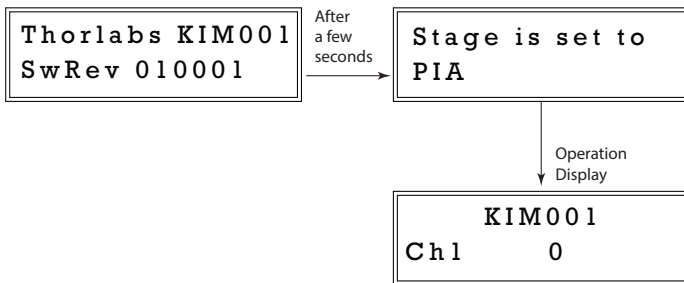 Thorlabs KIM001
SwRev 010001
After
a few
seconds
Stage is set to
PIA
Operation
Display
KIM001
Ch1 0